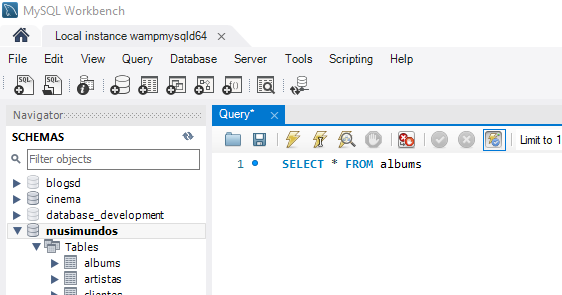 MySQL Workbench
Local instance wampmysqld64 ×
File Edit View Query Database Server Tools Scripting Help
Navigator
Query* ×
SCHEMAS
Filter objects
Limit to 1
1 SELECT * FROM albums
blogsd
cinema
database_development
musimundos
Tables
albums
artistas